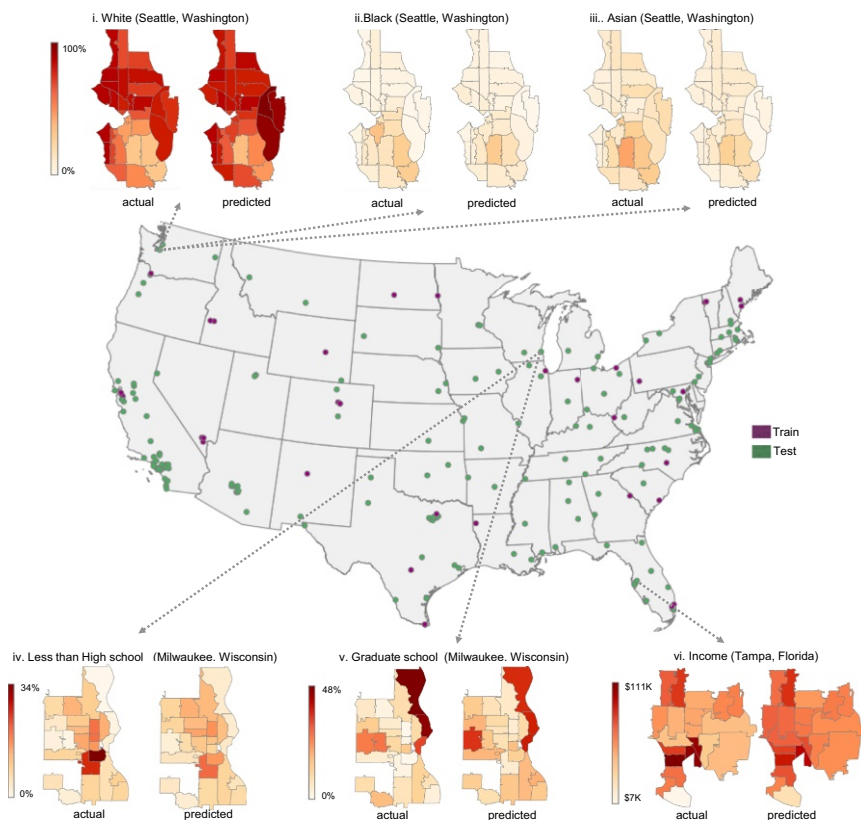 i. White (Seattle, Washington)
ii.Black (Seattle, Washington)
iii.. Asian (Seattle, Washington)
100%
0%
actual
predicted
actual
predicted
actual
predicted
Train
Test
iv. Less than High school (Milwaukee. Wisconsin)
v. Graduate school (Milwaukee. Wisconsin)
vi. Income (Tampa, Florida)
34%
0%
actual
predicted
48%
0%
actual
predicted
$111K
$7K
actual
predicted